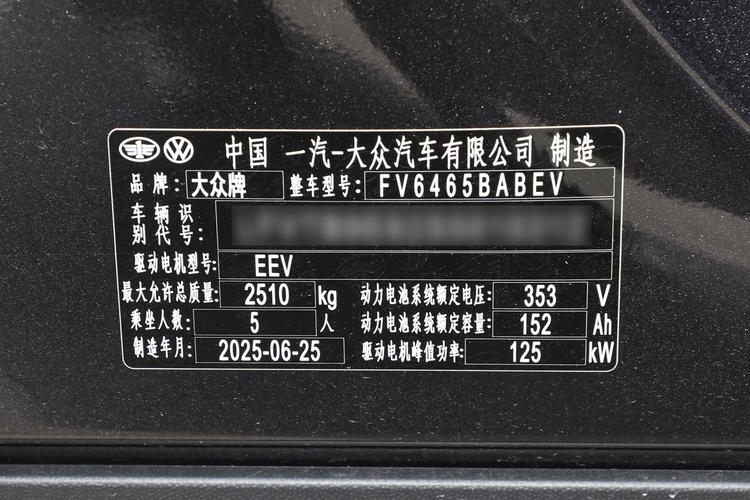 中国 一汽-大众汽车有限公司 制造
品牌: 大众牌 整车型号: FV6465BABEV
车辆识别代号:
驱动电机型号: EEV
最大允许总质量: 2510 kg 动力电池系统额定电压: 353 V
乘坐人数: 5 人 动力电池系统额定容量: 152 Ah
制造年月: 2025-06-25 驱动电机峰值功率: 125 kW